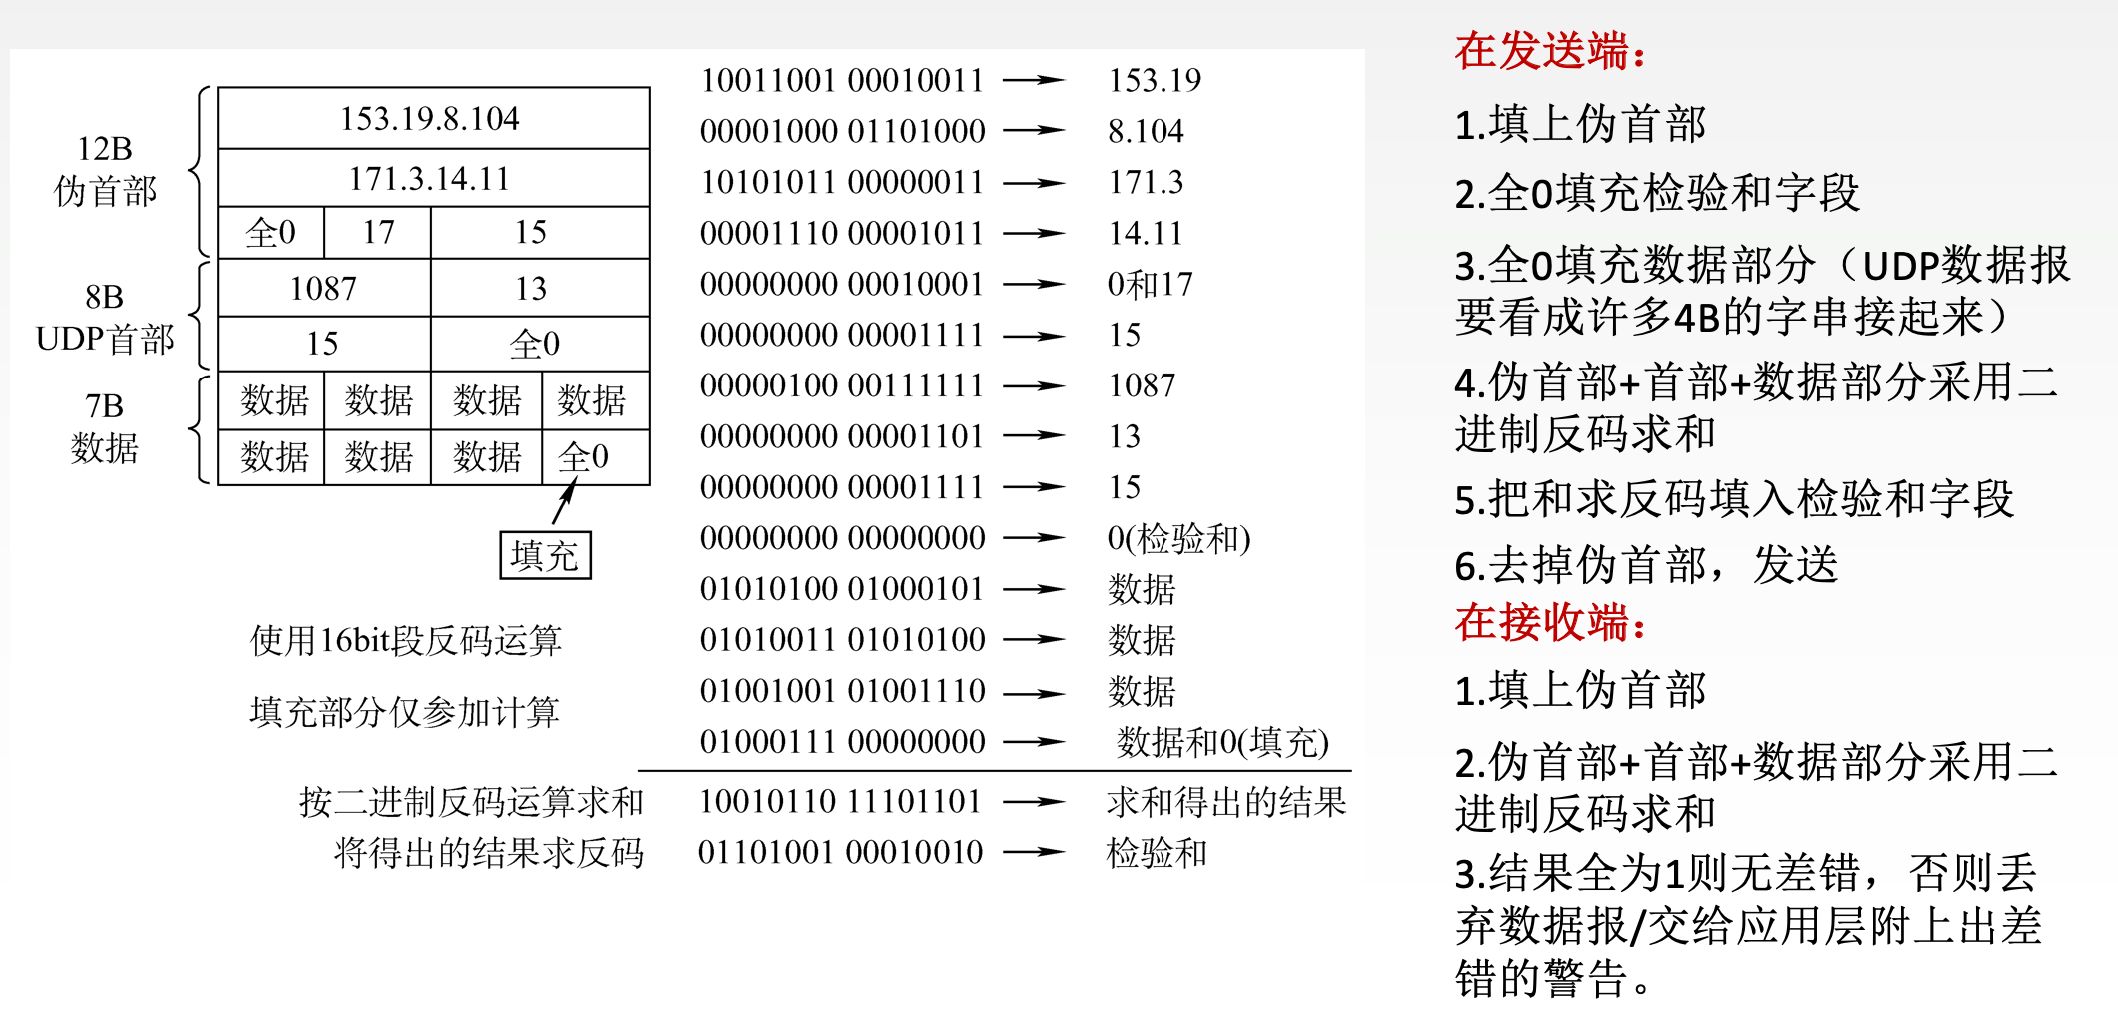 12B
伪首部
8B
UDP首部
7B
数据
153.19.8.104
171.3.14.11
全0 17 15
1087 13
15 全0
数据 数据 数据 数据
数据 数据 数据 全0
填充
使用16bit段反码运算
填充部分仅参加计算
10011001 00010011 → 153.19
00001000 01101000 → 8.104
10101011 00000011 → 171.3
00001110 00001011 → 14.11
00000000 00010001 → 0和17
00000000 00001111 → 15
00000100 00111111 → 1087
00000000 00001101 → 13
00000000 00001111 → 15
00000000 00000000 → 0(检验和)
01010100 01000101 → 数据
01010011 01010100 → 数据
01001001 01001110 → 数据
01000111 00000000 → 数据和0(填充)
按二进制反码运算求和 10010110 11101101 → 求和得出的结果
将得出的结果求反码 01101001 00010010 → 检验和
在发送端：
1.填上伪首部
2.全0填充检验和字段
3.全0填充数据部分（UDP数据报
要看成许多4B的字串接起来）
4.伪首部+首部+数据部分采用二
进制反码求和
5.把和求反码填入检验和字段
6.去掉伪首部，发送
在接收端：
1.填上伪首部
2.伪首部+首部+数据部分采用二
进制反码求和
3.结果全为1则无差错，否则丢
弃数据报/交给应用层附上出差
错的警告。